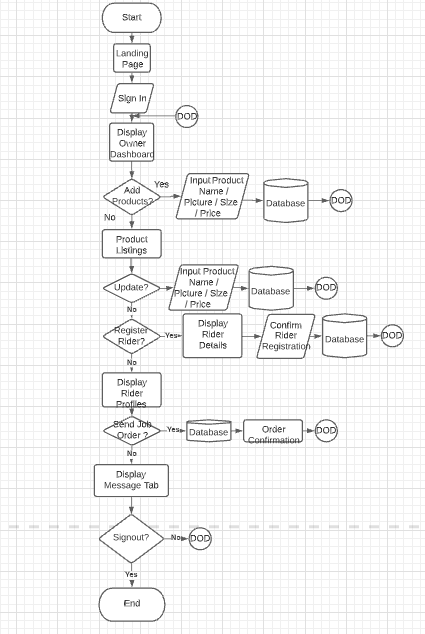 Start
Landing
Page
Sign In
DOD
Display
Owner
Dashboard
Add
Products?
Yes
Input Product
Name /
Picture / Size
/ Price
Database
DOD
No
Product
Listings
Update?
Input Product
Name /
Picture / Size
/ Price
Database
DOD
No
Register
Rider?
Yes
Display
Rider
Details
Confirm
Rider
Registration
Database
DOD
No
Display
Rider
Profiles
Send Job
Order ?
Yes
Database
Order
Confirmation
DOD
No
Display
Message Tab
Signout?
No
DOD
Yes
End